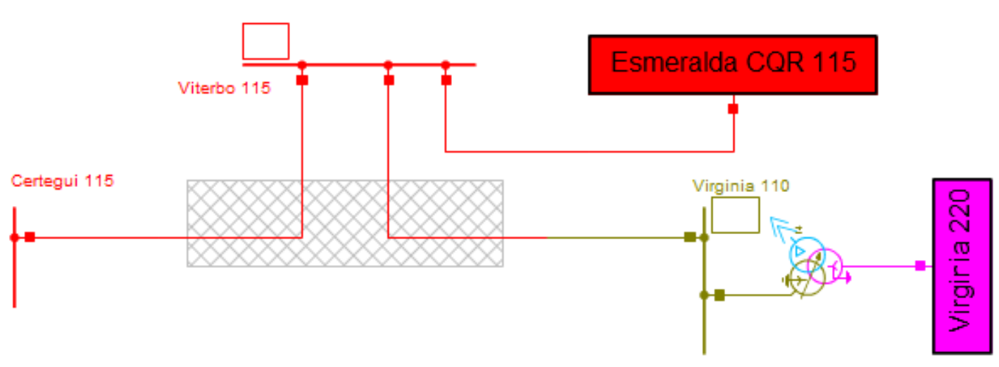 Esmeralda CQR 115
Viterbo 115
Certegui 115
Virginia 110
Virginia 220